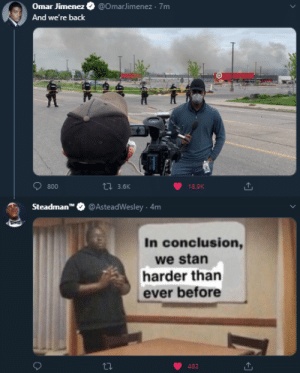 Omar Jimenez @OmarJimenez · 7m
And we're back
800 3.8K 18.9K
Steadman™ @AsteadWesley · 4m
In conclusion,
we stan
harder than
ever before
482